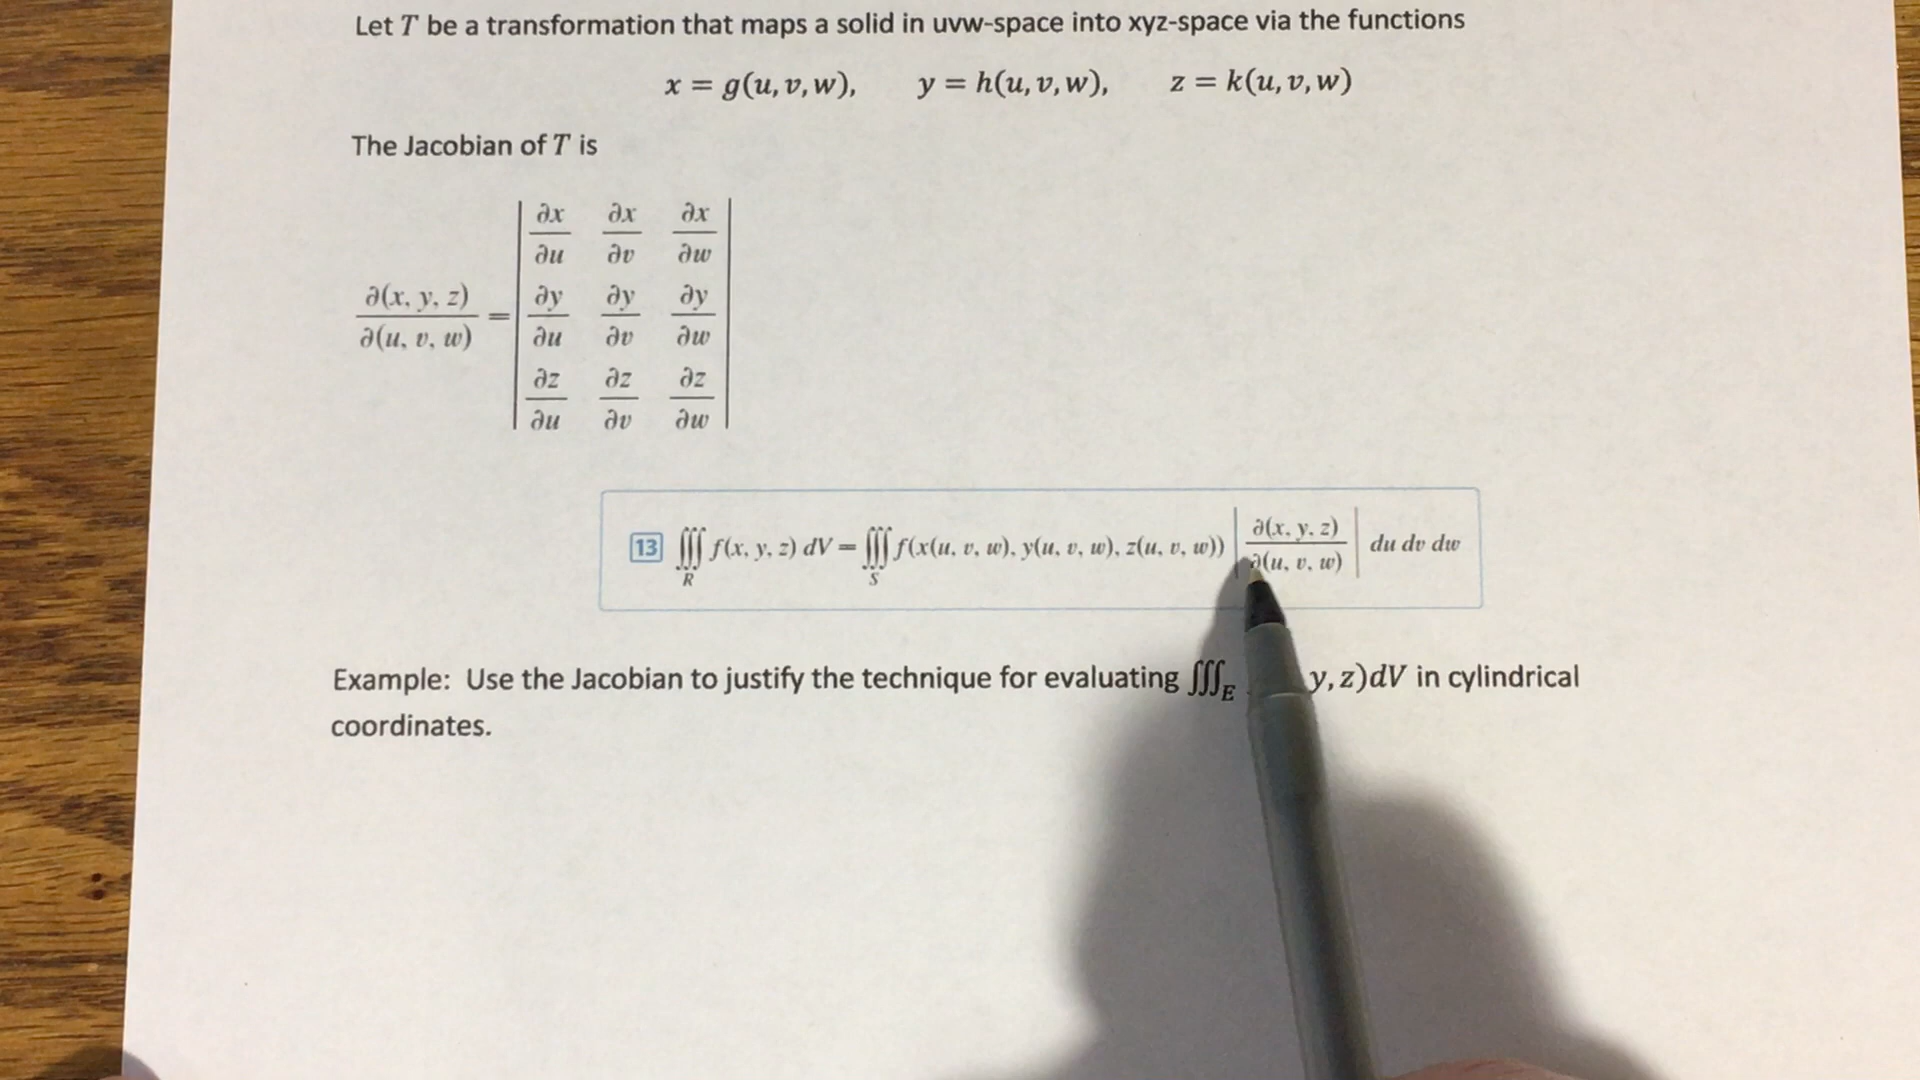 Let T be a transformation that maps a solid in uvw-space into xyz-space via the functions
x = g(u, v, w), y = h(u, v, w), z = k(u, v, w)
The Jacobian of T is
∂(x, y, z) / ∂(u, v, w) = | ∂x/∂u ∂x/∂v ∂x/∂w |
| ∂y/∂u ∂y/∂v ∂y/∂w |
| ∂z/∂u ∂z/∂v ∂z/∂w |
13 ∭_R f(x, y, z) dV = ∭_S f(x(u, v, w), y(u, v, w), z(u, v, w)) | ∂(x, y, z) / ∂(u, v, w) | du dv dw
Example: Use the Jacobian to justify the technique for evaluating ∭_E y, z)dV in cylindrical
coordinates.